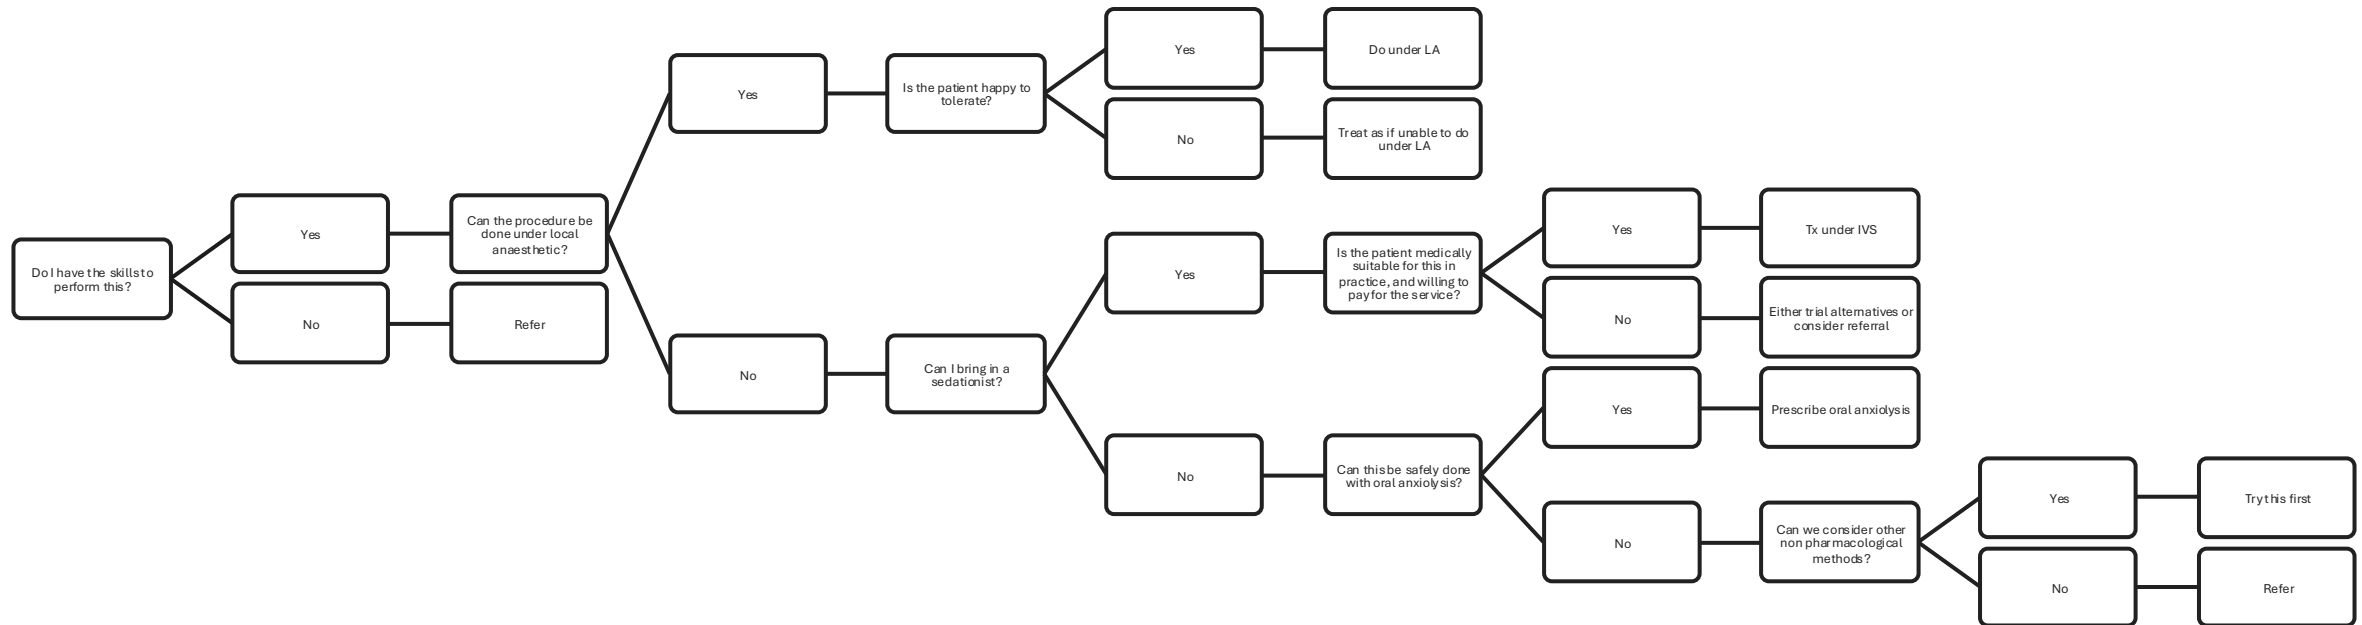 Do I have the skills to
perform this?
Yes
No
Can the procedure be
done under local
anaesthetic?
Refer
Yes
No
Is the patient happy to
tolerate?
Can I bring in a
sedationist?
Yes
No
Do under LA
Treat as if unable to do
under LA
Yes
No
Is the patient medically
suitable for this in
practice, and willing to
pay for the service?
Can this be safely done
with oral anxiolysis?
Yes
No
Tx under IVS
Either trial alternatives or
consider referral
Yes
No
Prescribe oral anxiolysis
Can we consider other
non pharmacological
methods?
Yes
No
Try this first
Refer